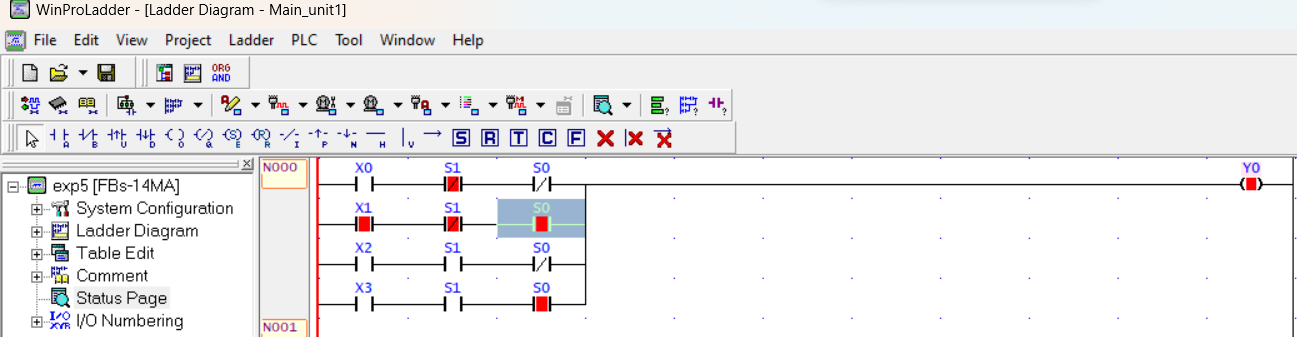 WinProLadder - [Ladder Diagram - Main_unit1]
File Edit View Project Ladder PLC Tool Window Help
ORG
AND
A B U D O Q E R I P N H V S R T C F
exp5 [FBs-14MA]
System Configuration
Ladder Diagram
Table Edit
Comment
Status Page
I/O Numbering
N000
X0 S1 S0 Y0
X1 S1 S0
X2 S1 S0
X3 S1 S0
N001